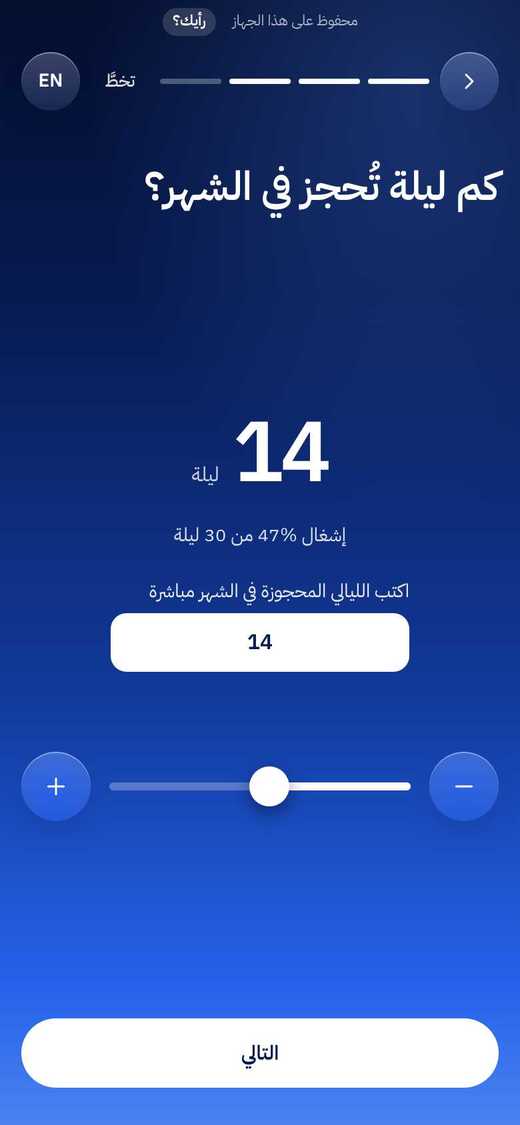 محفوظ على هذا الجهاز رأيك؟
تخطَّ EN
كم ليلة تُحجز في الشهر؟
14 ليلة
إشغال 47% من 30 ليلة
اكتب الليالي المحجوزة في الشهر مباشرة
14
التالي